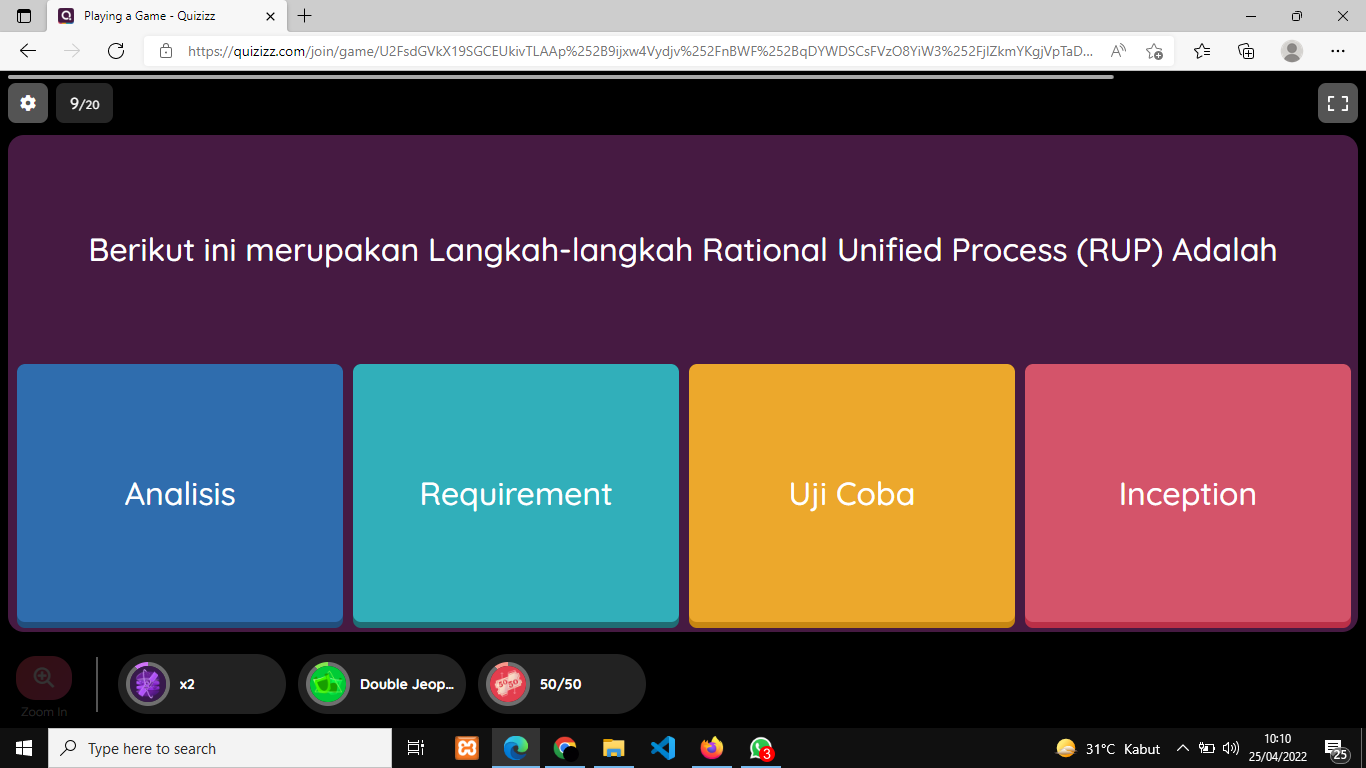 Playing a Game - Quizizz
https://quizizz.com/join/game/U2FsdGVkX19SGCEUkivTLAAp%252B9ijxw4Vydjv%252FnBWF%252BqDYWDSCsFVzO8YiW3%252FjlZkmYKgjVpTaD...
9/20
Berikut ini merupakan Langkah-langkah Rational Unified Process (RUP) Adalah
Analisis
Requirement
Uji Coba
Inception
Zoom In
x2
Double Jeop...
50/50
Type here to search
3
31°C Kabut
10:10
25/04/2022
25